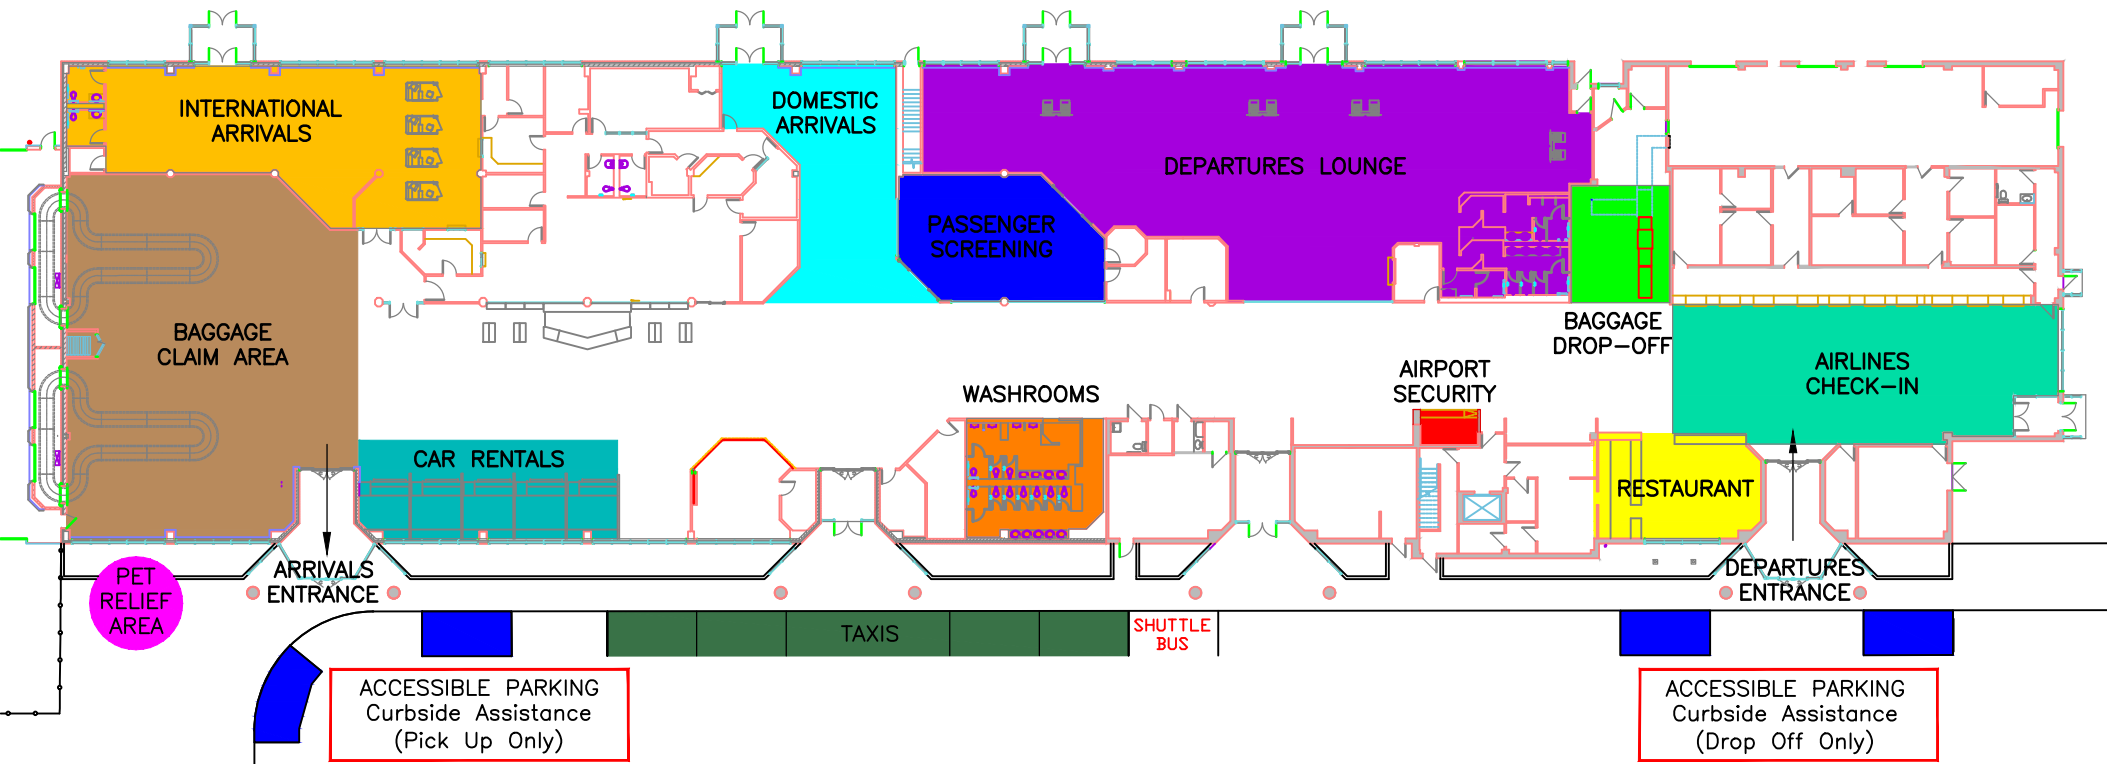 INTERNATIONAL
ARRIVALS
DOMESTIC
ARRIVALS
DEPARTURES LOUNGE
PASSENGER
SCREENING
BAGGAGE
CLAIM AREA
BAGGAGE
DROP-OFF
AIRLINES
CHECK-IN
AIRPORT
SECURITY
WASHROOMS
CAR RENTALS
RESTAURANT
ARRIVALS
ENTRANCE
DEPARTURES
ENTRANCE
PET
RELIEF
AREA
TAXIS
SHUTTLE
BUS
ACCESSIBLE PARKING
Curbside Assistance
(Pick Up Only)
ACCESSIBLE PARKING
Curbside Assistance
(Drop Off Only)